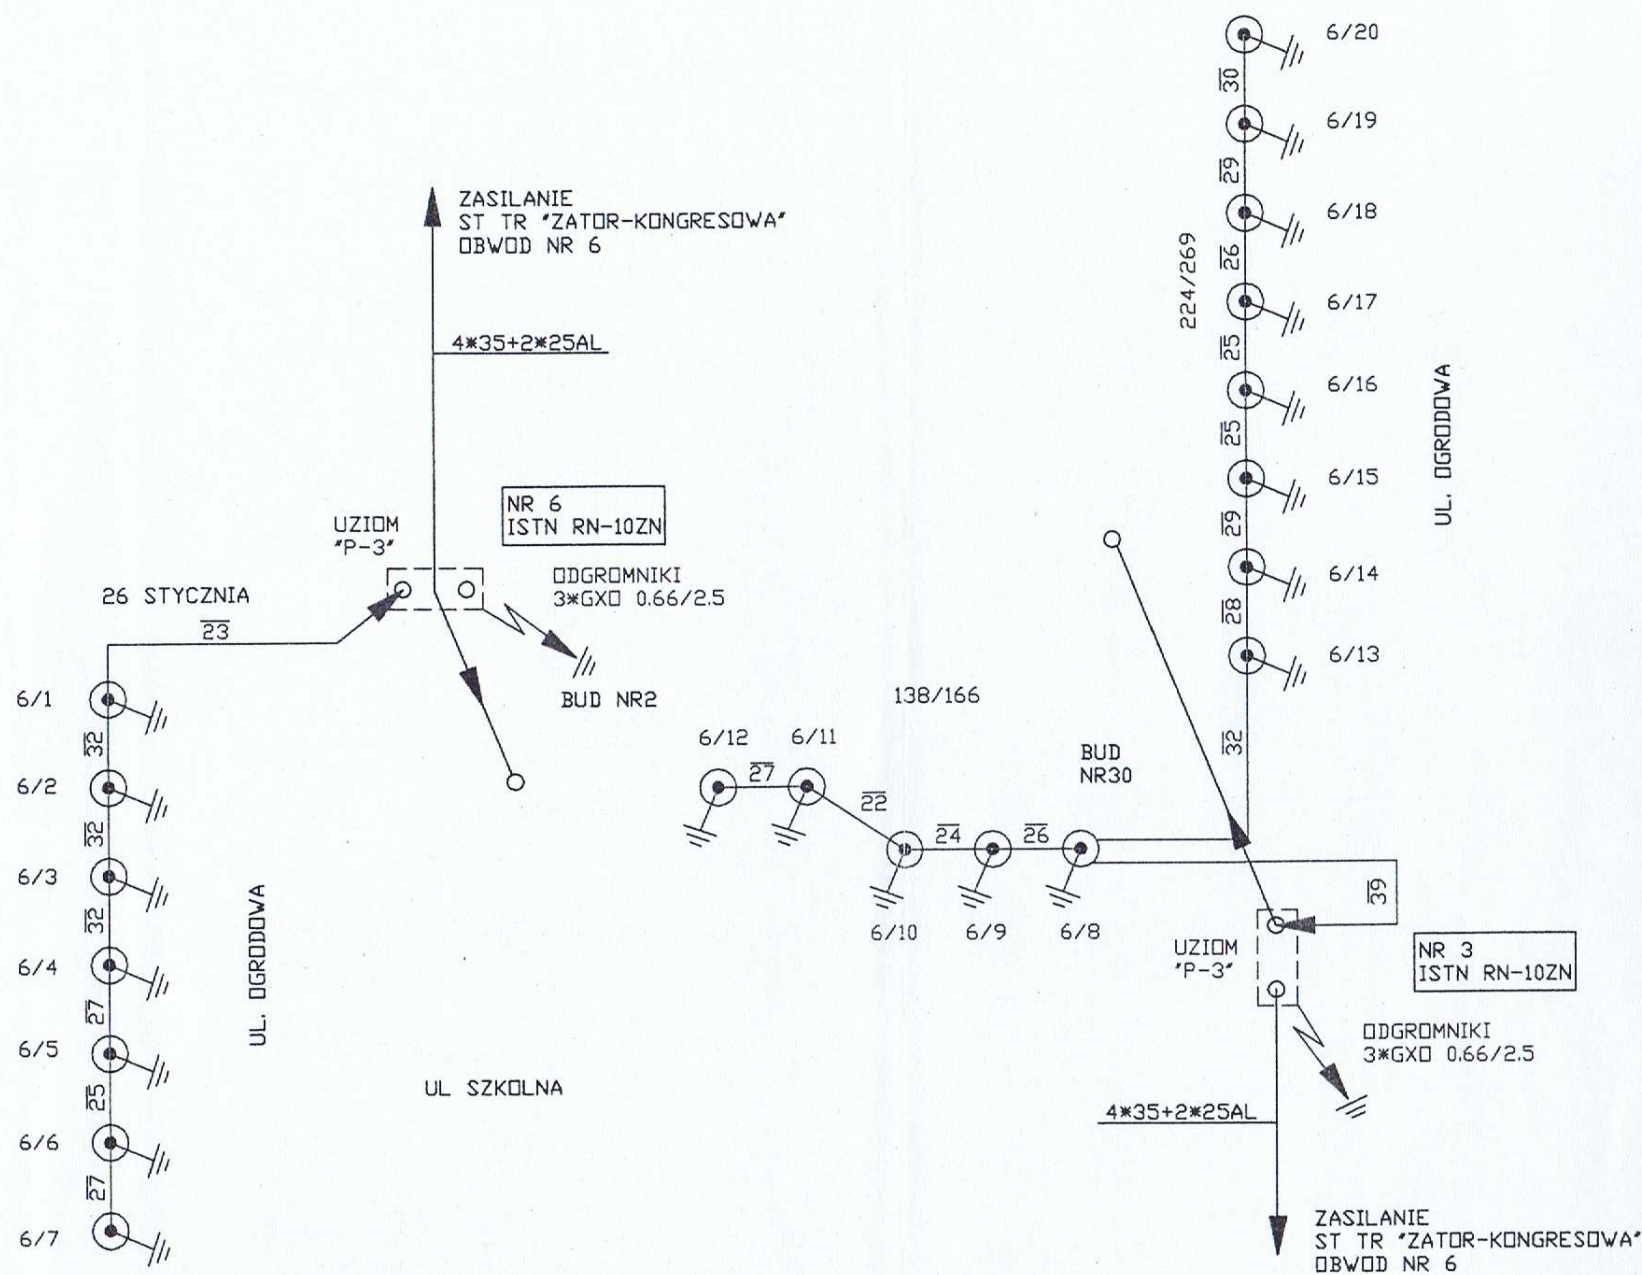 ZASILANIE
ST TR "ZATOR-KONGRESOWA"
OBWOD NR 6
4*35+2*25AL
NR 6
ISTN RN-10ZN
UZIOM
"P-3"
ODGROMNIKI
3*GXO 0.66/2.5
26 STYCZNIA
23
BUD NR2
6/1
32
6/2
32
6/3
32
6/4
27
6/5
25
6/6
27
6/7
UL. OGRODOWA
UL SZKOLNA
138/166
6/12
27
6/11
22
6/10
24
6/9
26
6/8
BUD
NR30
6/20
30
6/19
29
6/18
26
6/17
25
6/16
25
6/15
29
6/14
28
6/13
32
224/269
UL. OGRODOWA
39
UZIOM
"P-3"
NR 3
ISTN RN-10ZN
ODGROMNIKI
3*GXO 0.66/2.5
4*35+2*25AL
ZASILANIE
ST TR "ZATOR-KONGRESOWA"
OBWOD NR 6